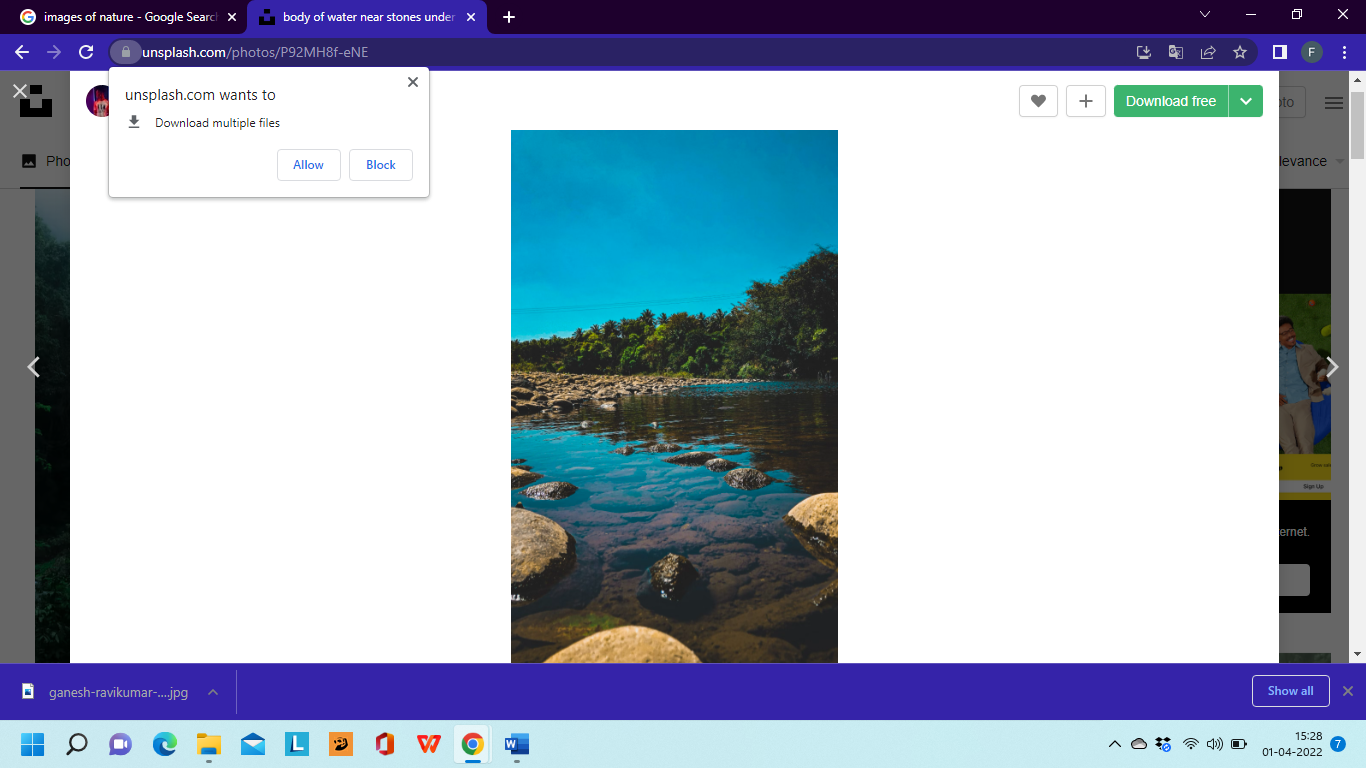 images of nature - Google Searc
body of water near stones under
unsplash.com/photos/P92MH8f-eNE
F
unsplash.com wants to
Download multiple files
Allow
Block
Download free
oto
Pho
levance
Sign Up
ernet.
ganesh-ravikumar-....jpg
Show all
L
W
W
15:28
01-04-2022
7